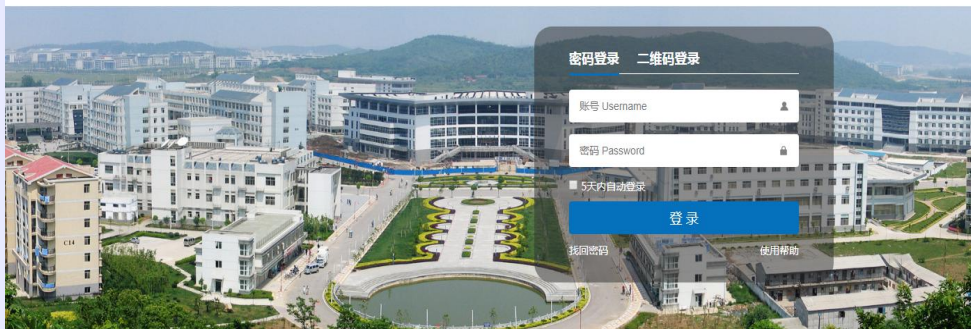 密码登录 二维码登录
账号 Username
密码 Password
5天内自动登录
登 录
找回密码 使用帮助
C14